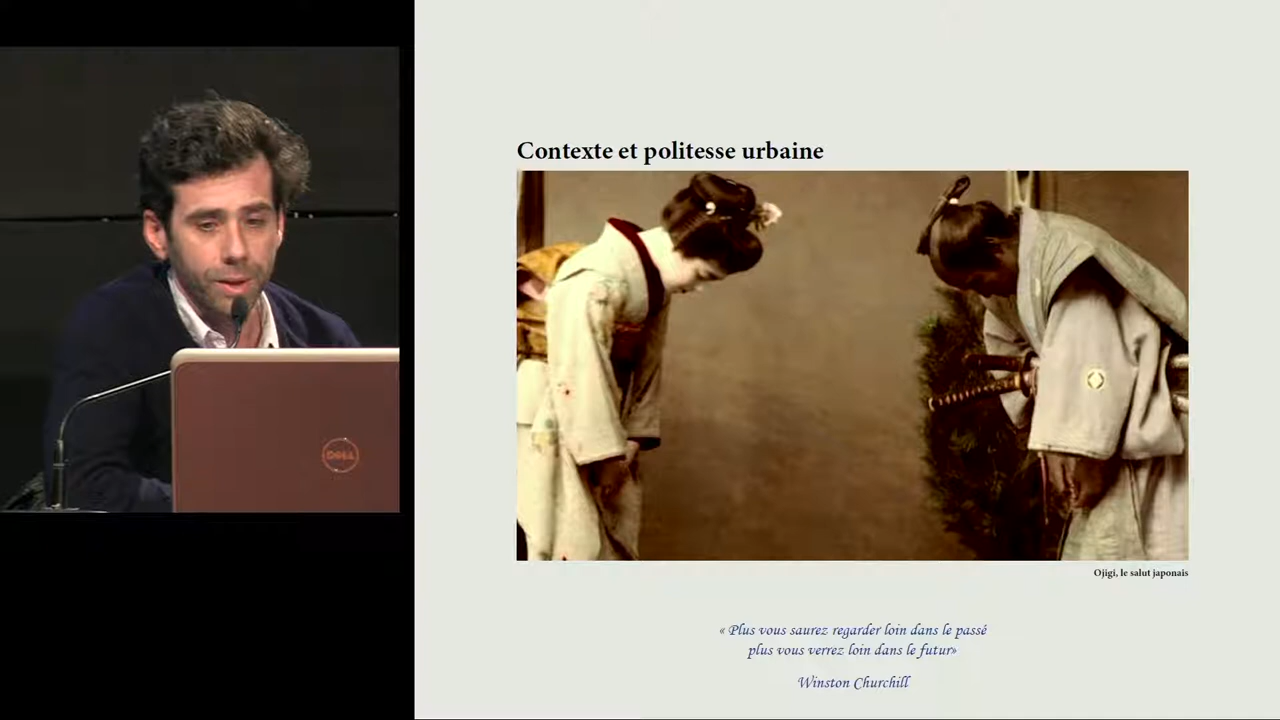 Contexte et politesse urbaine
DELL
Ojigi, le salut japonais
« Plus vous saurez regarder loin dans le passé
plus vous verrez loin dans le futur»
Winston Churchill